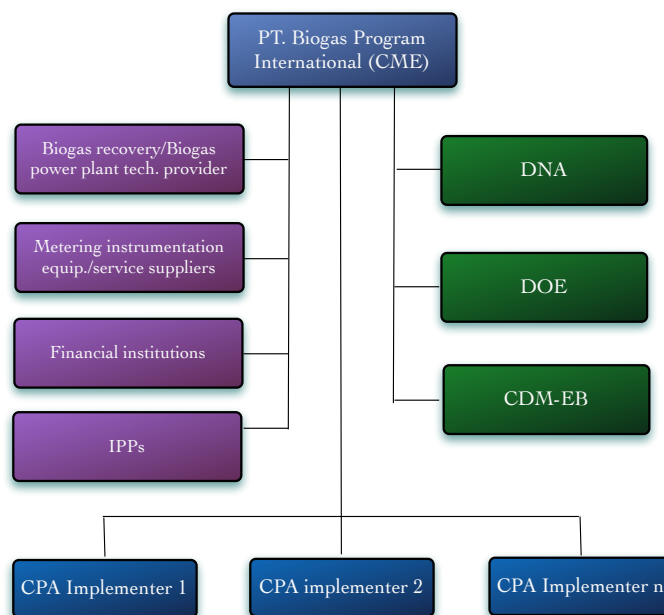 PT. Biogas Program
International (CME)
Biogas recovery/Biogas
power plant tech. provider
Metering instrumentation
equip./service suppliers
Financial institutions
IPPs
DNA
DOE
CDM-EB
CPA Implementer 1
CPA implementer 2
CPA Implementer n